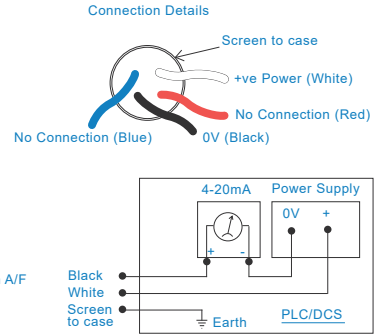 Connection Details
Screen to case
+ve Power (White)
No Connection (Red)
No Connection (Blue)
0V (Black)
4-20mA
Power Supply
0V
+
+
-
A/F
Black
White
Screen
to case
Earth
PLC/DCS